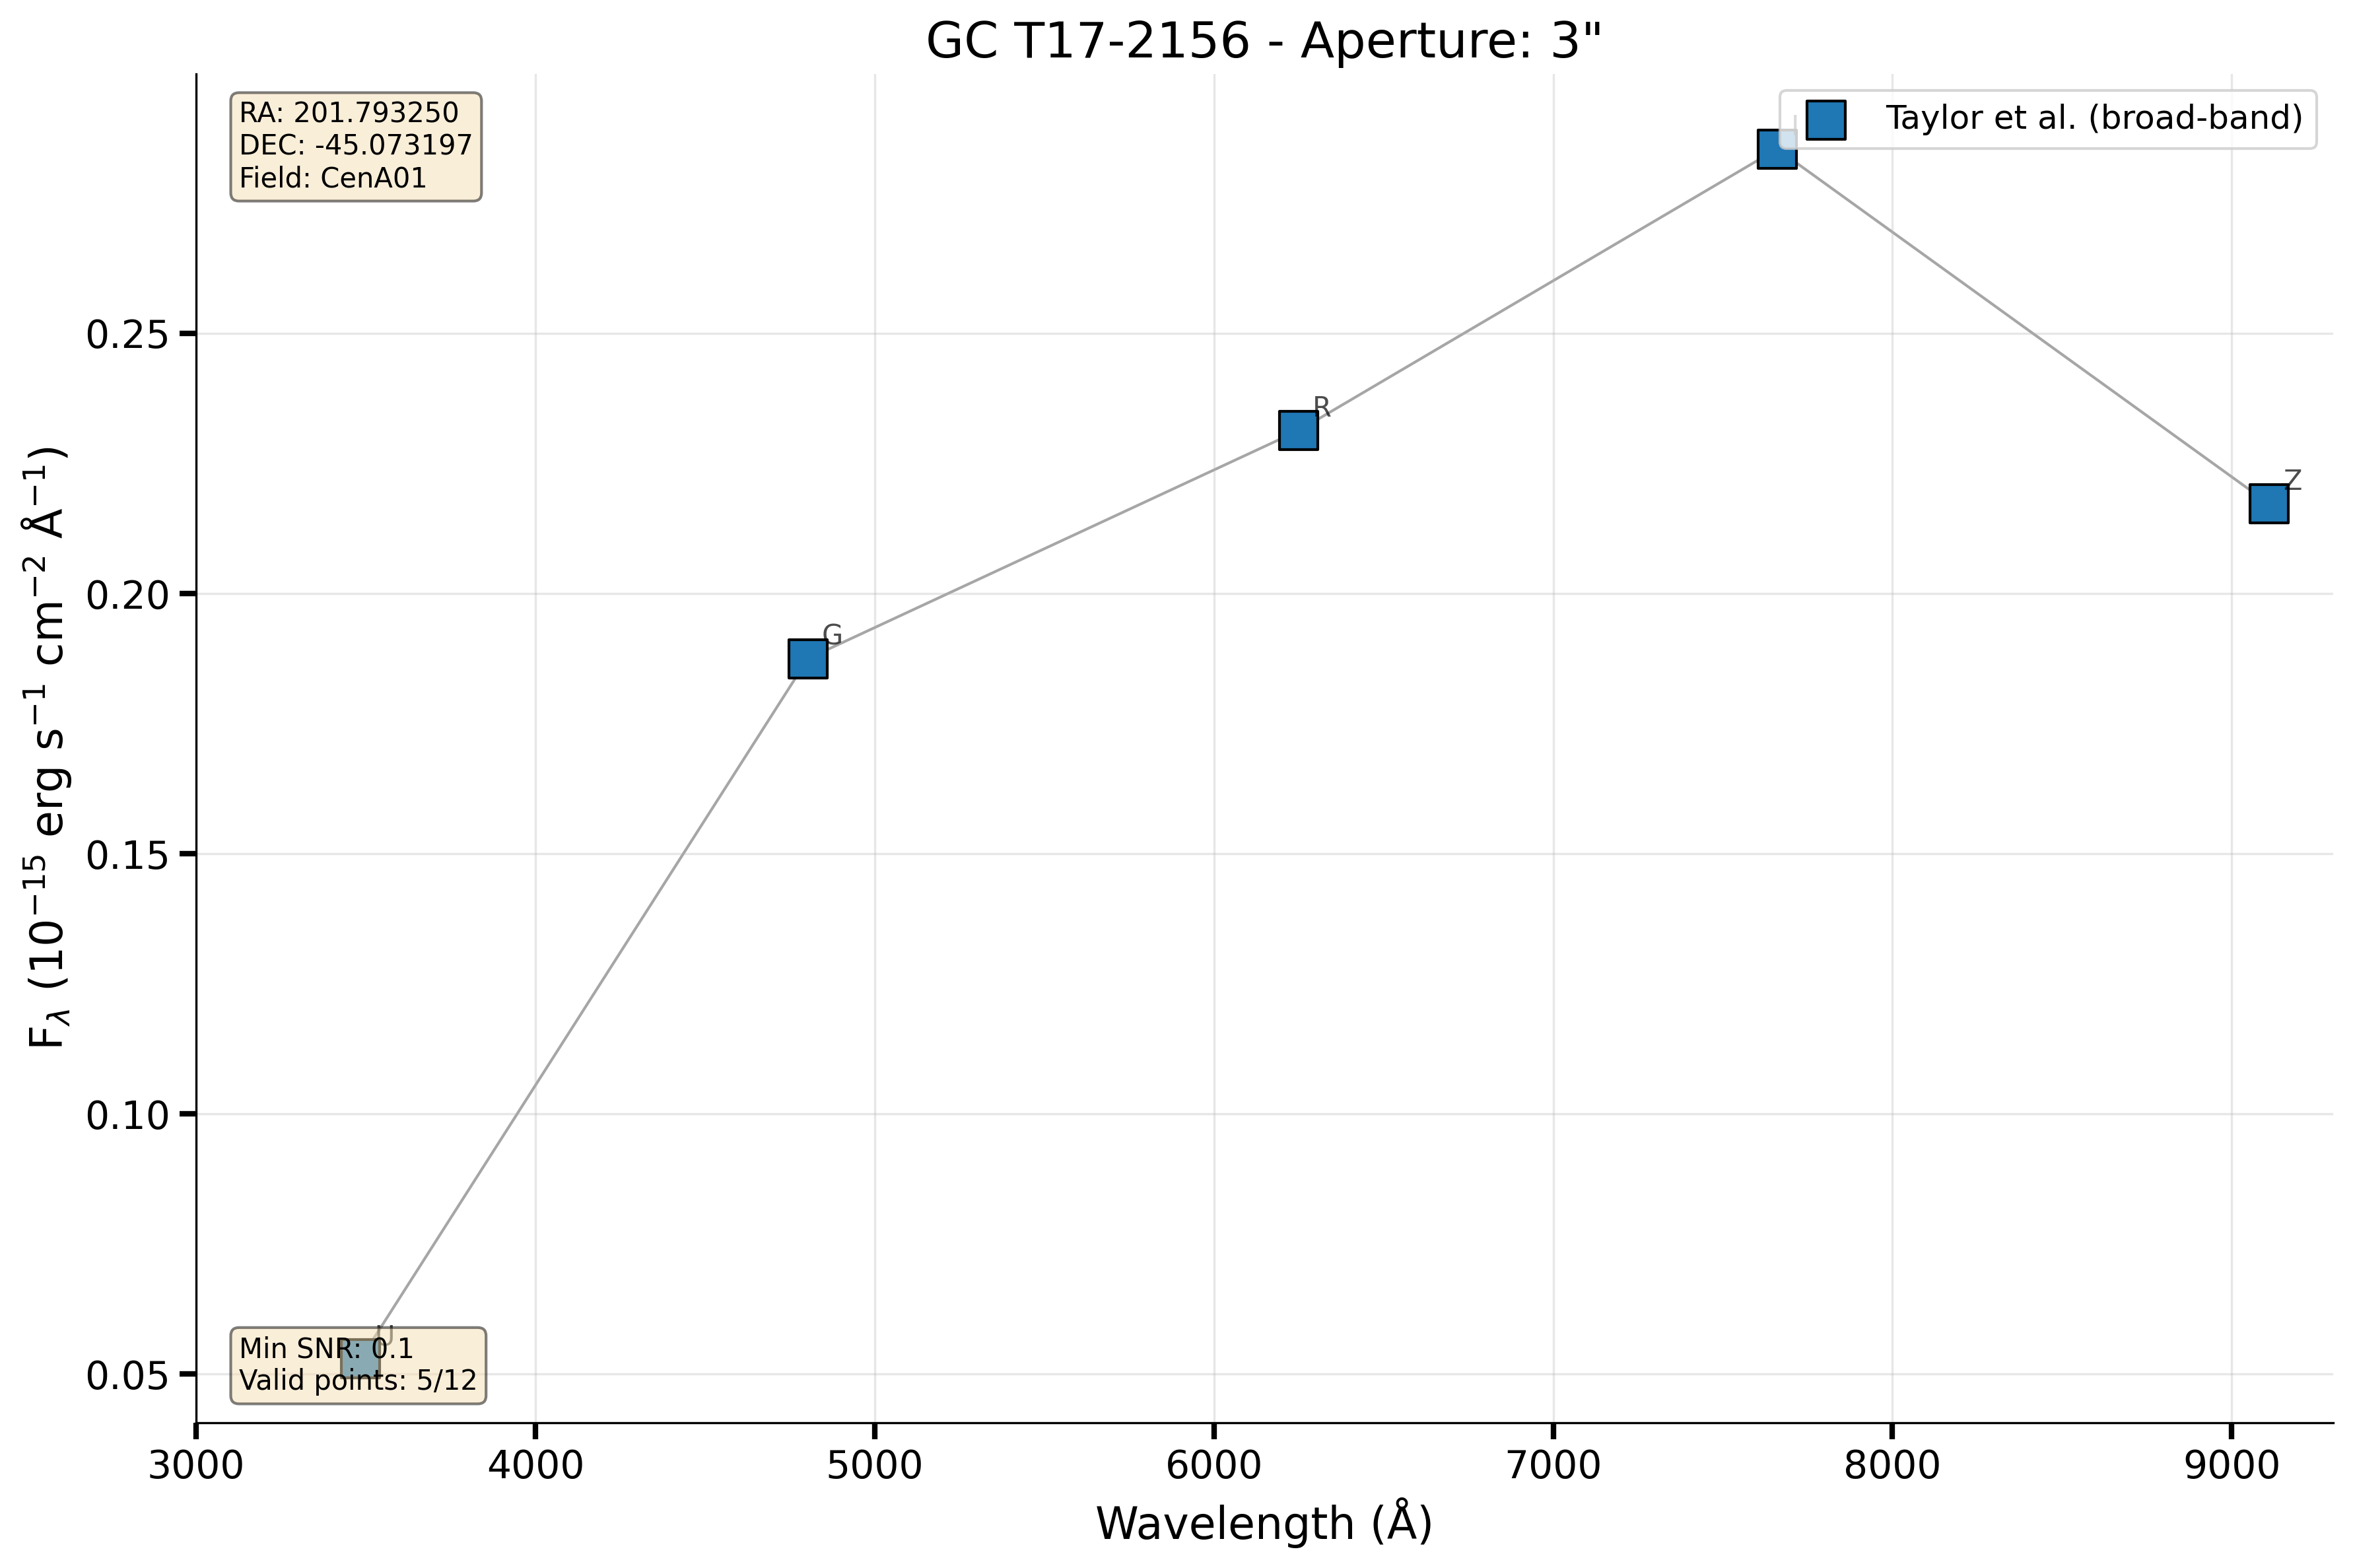 GC T17-2156 - Aperture: 3"
RA: 201.793250
DEC: -45.073197
Field: CenA01
Taylor et al. (broad-band)
I
R
Z
G
U
Min SNR: 0.1
Valid points: 5/12
0.25
0.20
0.15
0.10
0.05
F_λ (10⁻¹⁵ erg s⁻¹ cm⁻² Å⁻¹)
3000 4000 5000 6000 7000 8000 9000
Wavelength (Å)